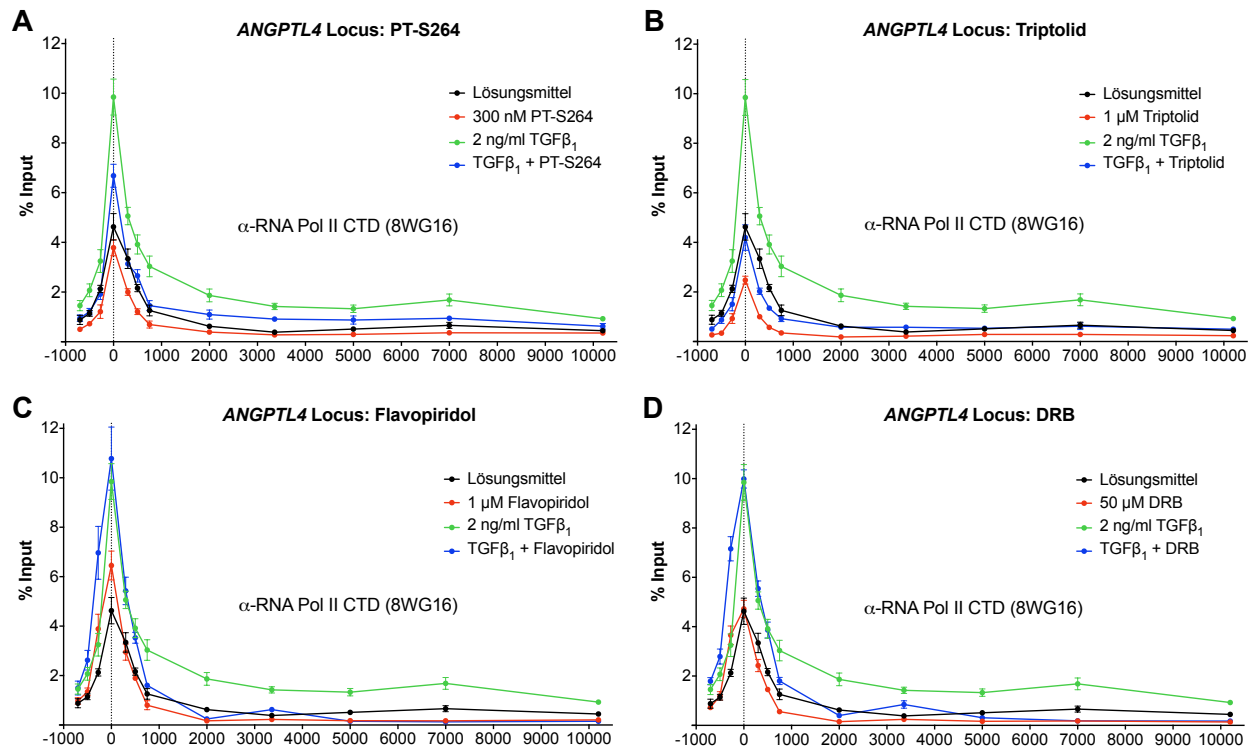 A
ANGPTL4 Locus: PT-S264
12
10
8
6
4
2
% Input
Lösungsmittel
300 nM PT-S264
2 ng/ml TGFβ₁
TGFβ₁ + PT-S264
α-RNA Pol II CTD (8WG16)
-1000 0 1000 2000 3000 4000 5000 6000 7000 8000 9000 10000
B
ANGPTL4 Locus: Triptolid
12
10
8
6
4
2
% Input
Lösungsmittel
1 µM Triptolid
2 ng/ml TGFβ₁
TGFβ₁ + Triptolid
α-RNA Pol II CTD (8WG16)
-1000 0 1000 2000 3000 4000 5000 6000 7000 8000 9000 10000
C
ANGPTL4 Locus: Flavopiridol
12
10
8
6
4
2
% Input
Lösungsmittel
1 µM Flavopiridol
2 ng/ml TGFβ₁
TGFβ₁ + Flavopiridol
α-RNA Pol II CTD (8WG16)
-1000 0 1000 2000 3000 4000 5000 6000 7000 8000 9000 10000
D
ANGPTL4 Locus: DRB
12
10
8
6
4
2
% Input
Lösungsmittel
50 µM DRB
2 ng/ml TGFβ₁
TGFβ₁ + DRB
α-RNA Pol II CTD (8WG16)
-1000 0 1000 2000 3000 4000 5000 6000 7000 8000 9000 10000